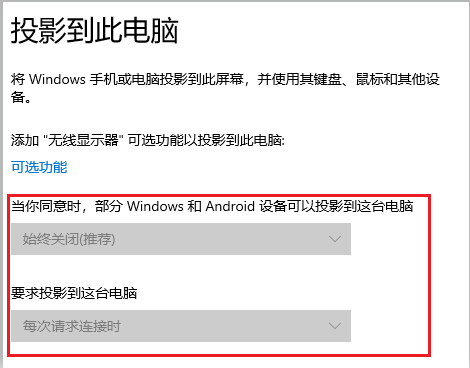 投影到此电脑
将 Windows 手机或电脑投影到此屏幕，并使用其键盘、鼠标和其他设
备。
添加 "无线显示器" 可选功能以投影到此电脑:
可选功能
当你同意时，部分 Windows 和 Android 设备可以投影到这台电脑
始终关闭(推荐)
要求投影到这台电脑
每次请求连接时